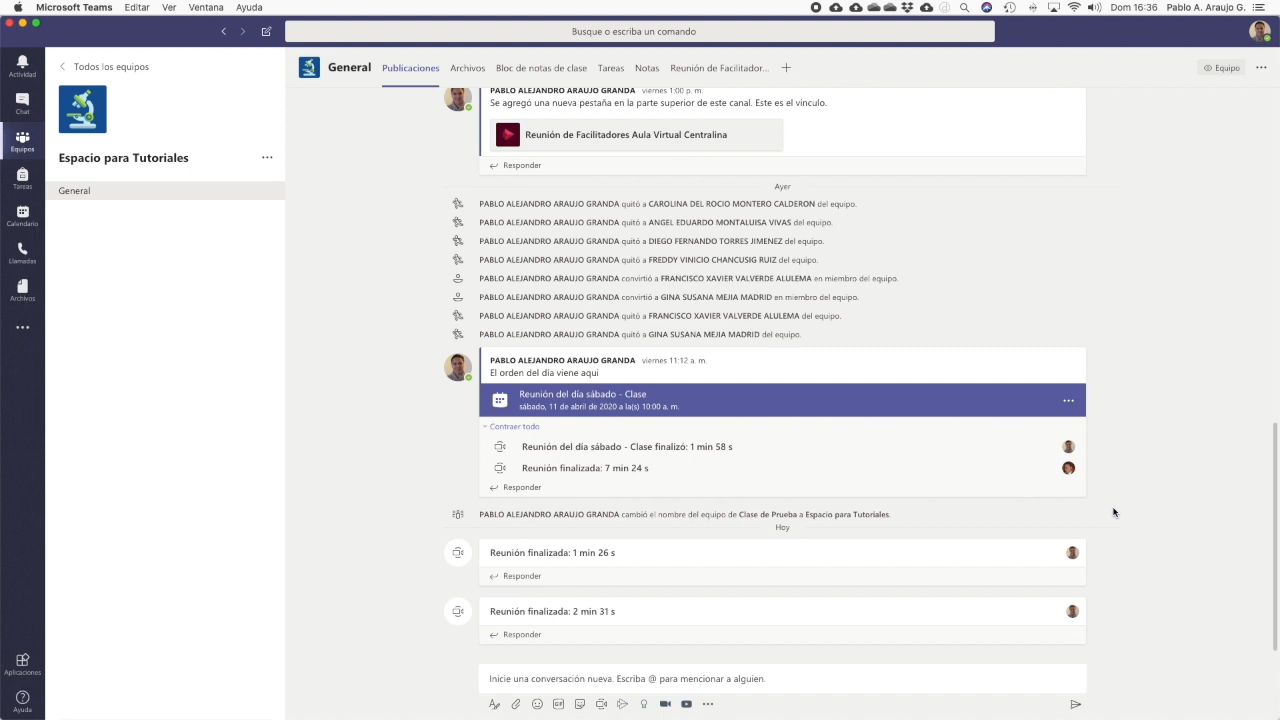 Microsoft Teams Editar Ver Ventana Ayuda Dom 16:36 Pablo A. Araujo G.
Busque o escriba un comando
Actividad
Chat
Equipos
Tareas
Calendario
Llamadas
Archivos
Aplicaciones
Ayuda
Todos los equipos
Espacio para Tutoriales
General
General Publicaciones Archivos Bloc de notas de clase Tareas Notas Reunión de Facilitador... Equipo
PABLO ALEJANDRO ARAUJO GRANDA viernes 1:00 p. m.
Se agregó una nueva pestaña en la parte superior de este canal. Este es el vínculo.
Reunión de Facilitadores Aula Virtual Centralina
Responder
Ayer
PABLO ALEJANDRO ARAUJO GRANDA quitó a CAROLINA DEL ROCIO MONTERO CALDERON del equipo.
PABLO ALEJANDRO ARAUJO GRANDA quitó a ANGEL EDUARDO MONTALUISA VIVAS del equipo.
PABLO ALEJANDRO ARAUJO GRANDA quitó a DIEGO FERNANDO TORRES JIMENEZ del equipo.
PABLO ALEJANDRO ARAUJO GRANDA quitó a FREDDY VINICIO CHANCUSIG RUIZ del equipo.
PABLO ALEJANDRO ARAUJO GRANDA convirtió a FRANCISCO XAVIER VALVERDE ALULEMA en miembro del equipo.
PABLO ALEJANDRO ARAUJO GRANDA convirtió a GINA SUSANA MEJIA MADRID en miembro del equipo.
PABLO ALEJANDRO ARAUJO GRANDA quitó a FRANCISCO XAVIER VALVERDE ALULEMA del equipo.
PABLO ALEJANDRO ARAUJO GRANDA quitó a GINA SUSANA MEJIA MADRID del equipo.
PABLO ALEJANDRO ARAUJO GRANDA viernes 11:12 a. m.
El orden del dia viene aqui
Reunión del día sábado - Clase
sábado, 11 de abril de 2020 a la(s) 10:00 a. m.
Contraer todo
Reunión del día sábado - Clase finalizó: 1 min 58 s
Reunión finalizada: 7 min 24 s
Responder
PABLO ALEJANDRO ARAUJO GRANDA cambió el nombre del equipo de Clase de Prueba a Espacio para Tutoriales.
Hoy
Reunión finalizada: 1 min 26 s
Responder
Reunión finalizada: 2 min 31 s
Responder
Inicie una conversación nueva. Escriba @ para mencionar a alguien.
GIF